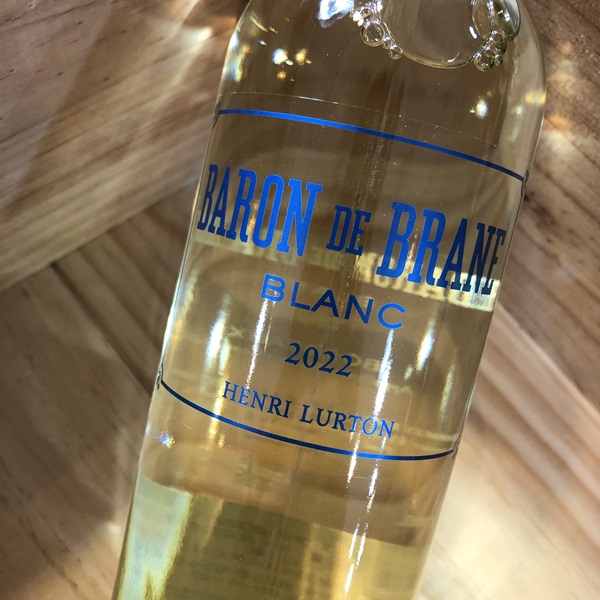 BARON DE BRANE
BLANC
2022
HENRI LURTON